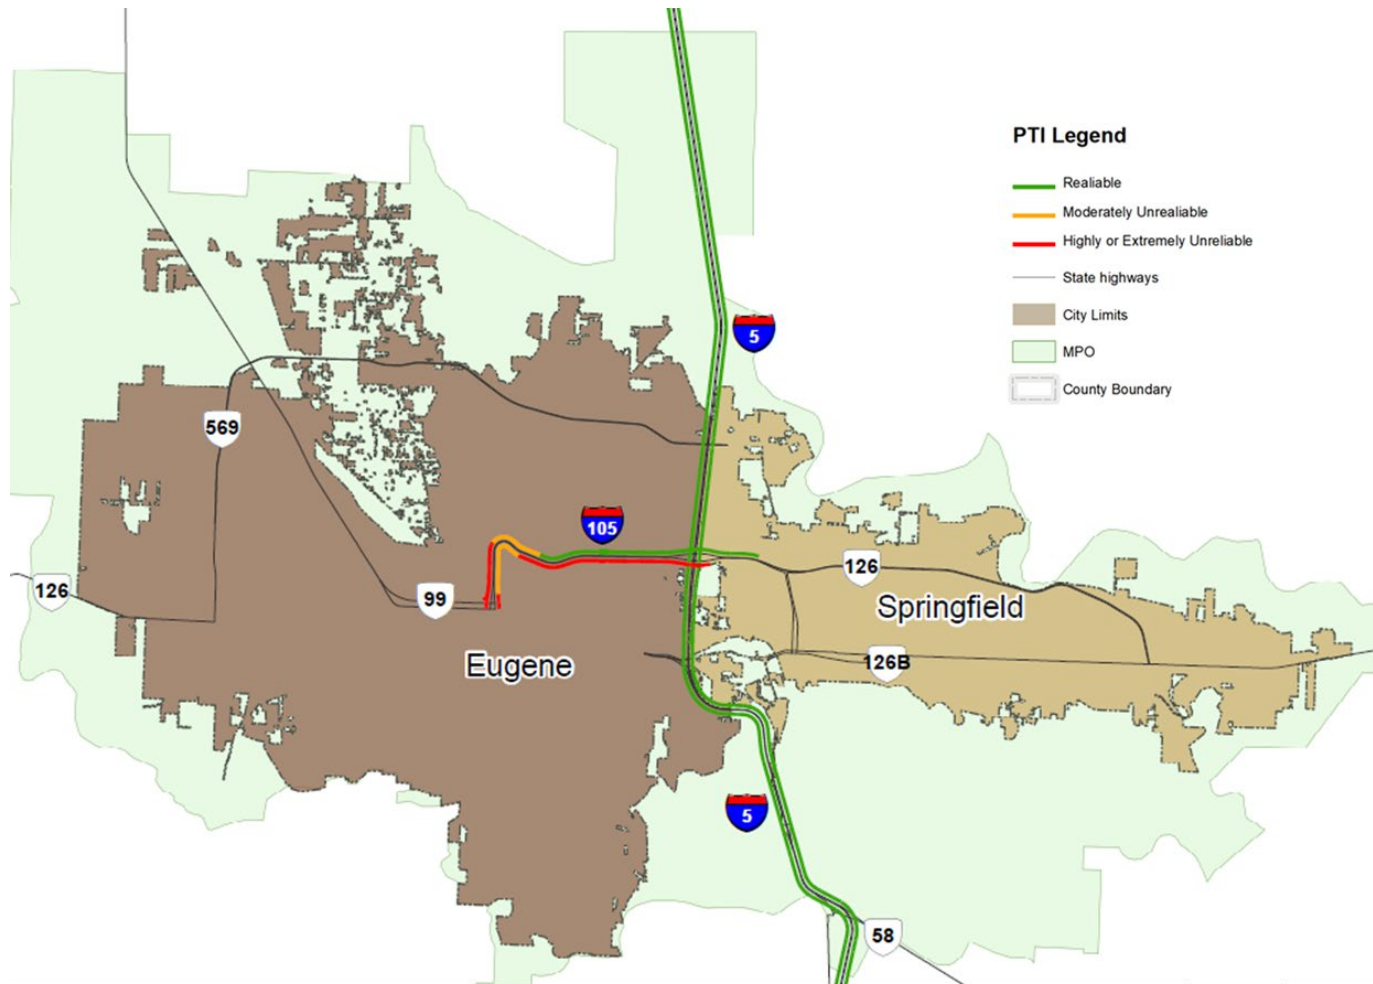 PTI Legend
Realiable
Moderately Unrealiable
Highly or Extremely Unreliable
State highways
City Limits
MPO
County Boundary
5
569
105
126
126
99
Springfield
Eugene
126B
5
58